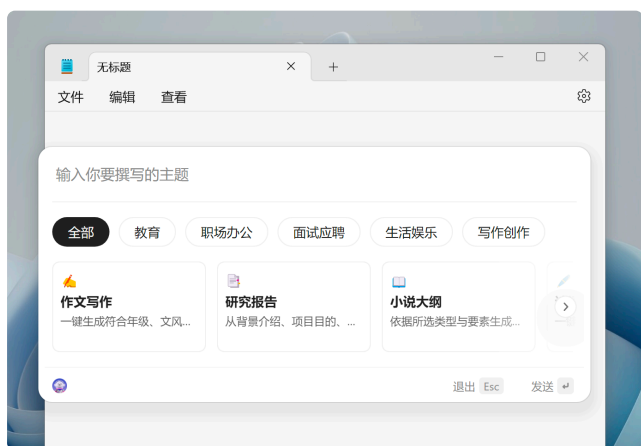 无标题
文件 编辑 查看
输入你要撰写的主题
全部 教育 职场办公 面试应聘 生活娱乐 写作创作
作文写作 研究报告 小说大纲
一键生成符合年级、文风... 从背景介绍、项目目的、... 依据所选类型与要素生成...
退出 Esc 发送